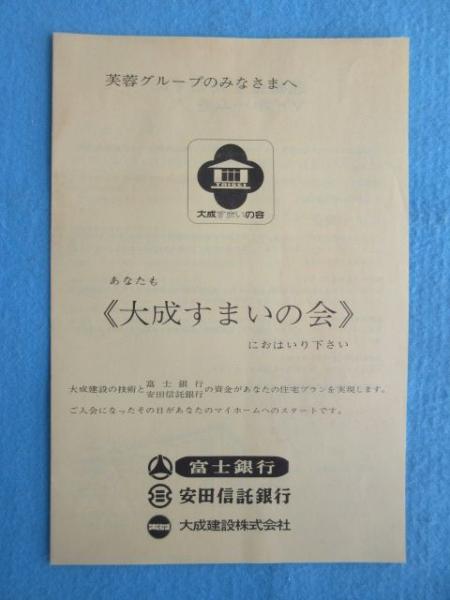 芙蓉グループのみなさまへ
TAISEI
大成すまいの会
あなたも
《大成すまいの会》
におはいり下さい
大成建設の技術と富士銀行安田信託銀行の資金があなたの住宅プランを実現します。
ご入会になったその日があなたのマイホームへのスタートです。
富士銀行
安田信託銀行
大成建設株式会社